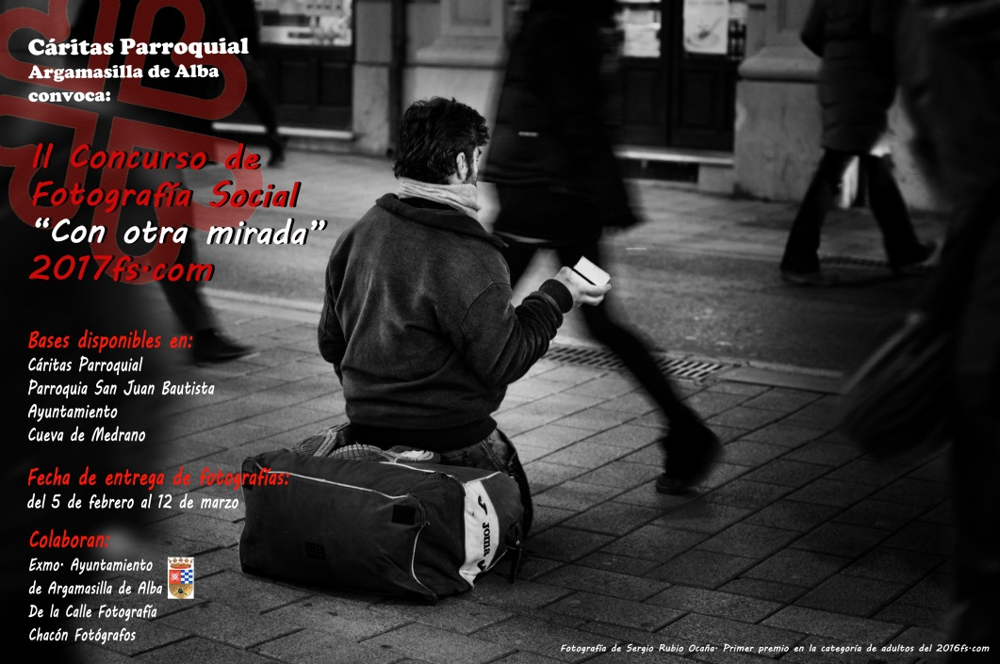 Cáritas Parroquial
Argamasilla de Alba
convoca:
II Concurso de
Fotografía Social
“Con otra mirada”
2017fs.com
Bases disponibles en:
Cáritas Parroquial
Parroquia San Juan Bautista
Ayuntamiento
Cueva de Medrano
Fecha de entrega de fotografías:
del 5 de febrero al 12 de marzo
Colaboran:
Exmo. Ayuntamiento
de Argamasilla de Alba
De la Calle Fotografía
Chacón Fotógrafos
Joma
Fotografía de Sergio Rubio Ocaña. Primer premio en la categoría de adultos del 2016fs.com